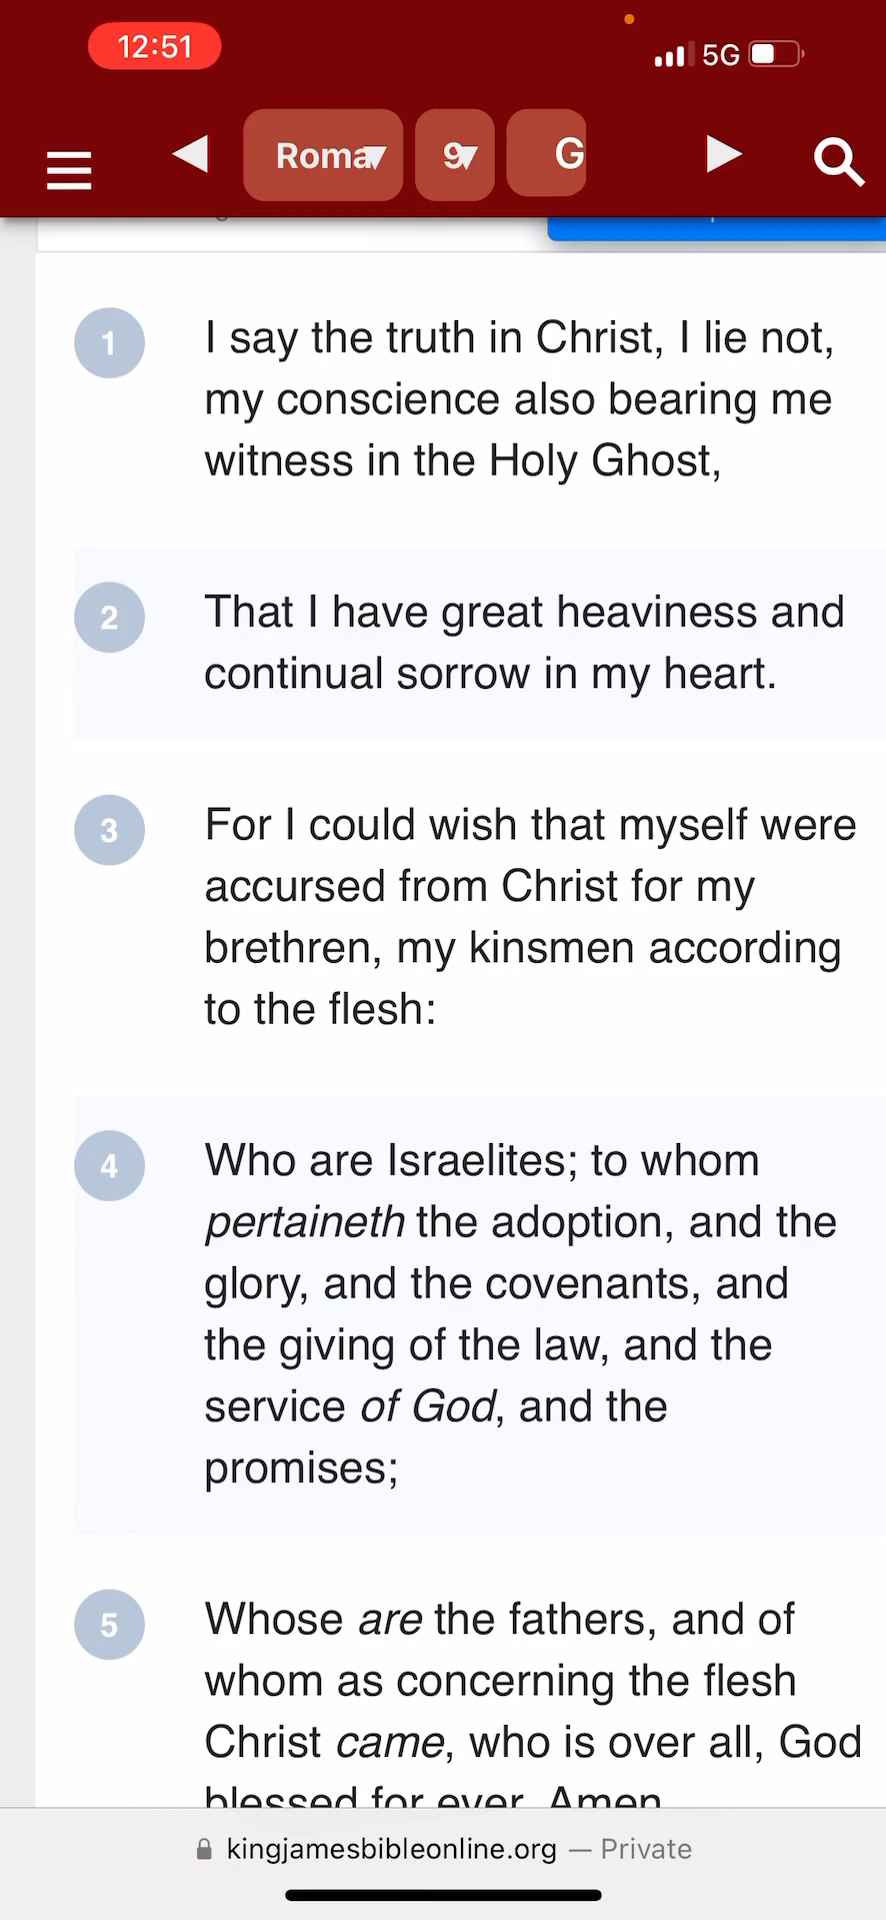 12:51
5G
Roma
9
G
1
I say the truth in Christ, I lie not,
my conscience also bearing me
witness in the Holy Ghost,
2
That I have great heaviness and
continual sorrow in my heart.
3
For I could wish that myself were
accursed from Christ for my
brethren, my kinsmen according
to the flesh:
4
Who are Israelites; to whom
pertaineth the adoption, and the
glory, and the covenants, and
the giving of the law, and the
service of God, and the
promises;
5
Whose are the fathers, and of
whom as concerning the flesh
Christ came, who is over all, God
blessed for ever. Amen.
kingjamesbibleonline.org — Private